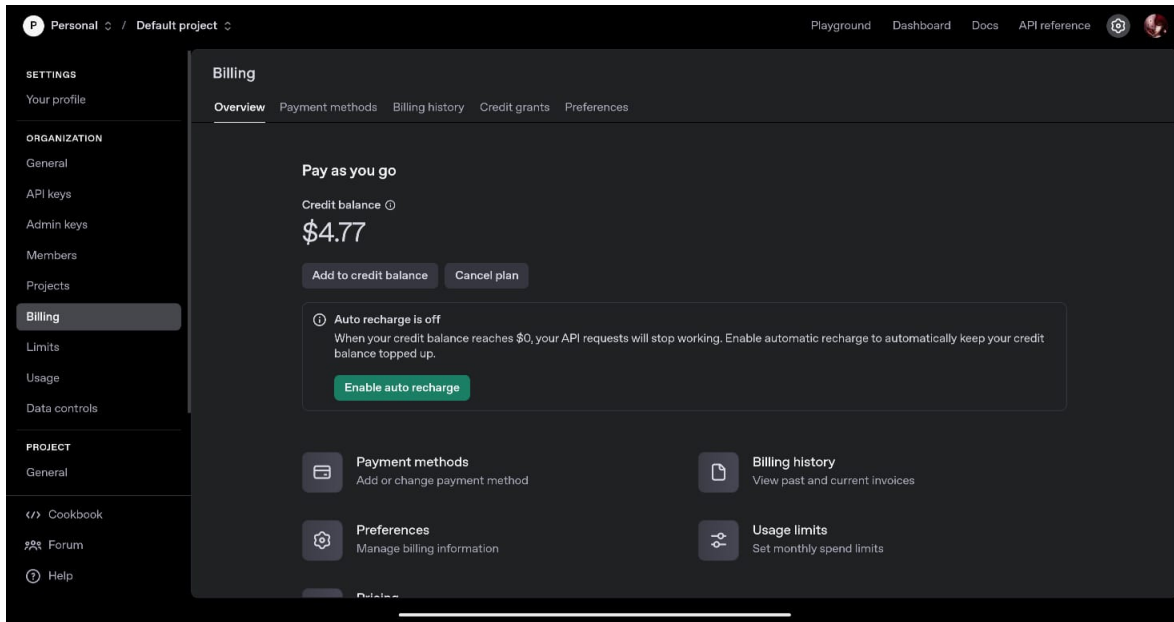 P Personal / Default project
Playground Dashboard Docs API reference
SETTINGS
Your profile
ORGANIZATION
General
API keys
Admin keys
Members
Projects
Billing
Limits
Usage
Data controls
PROJECT
General
Cookbook
Forum
Help
Billing
Overview Payment methods Billing history Credit grants Preferences
Pay as you go
Credit balance
$4.77
Add to credit balance Cancel plan
Auto recharge is off
When your credit balance reaches $0, your API requests will stop working. Enable automatic recharge to automatically keep your credit
balance topped up.
Enable auto recharge
Payment methods
Add or change payment method
Billing history
View past and current invoices
Preferences
Manage billing information
Usage limits
Set monthly spend limits
Pricing